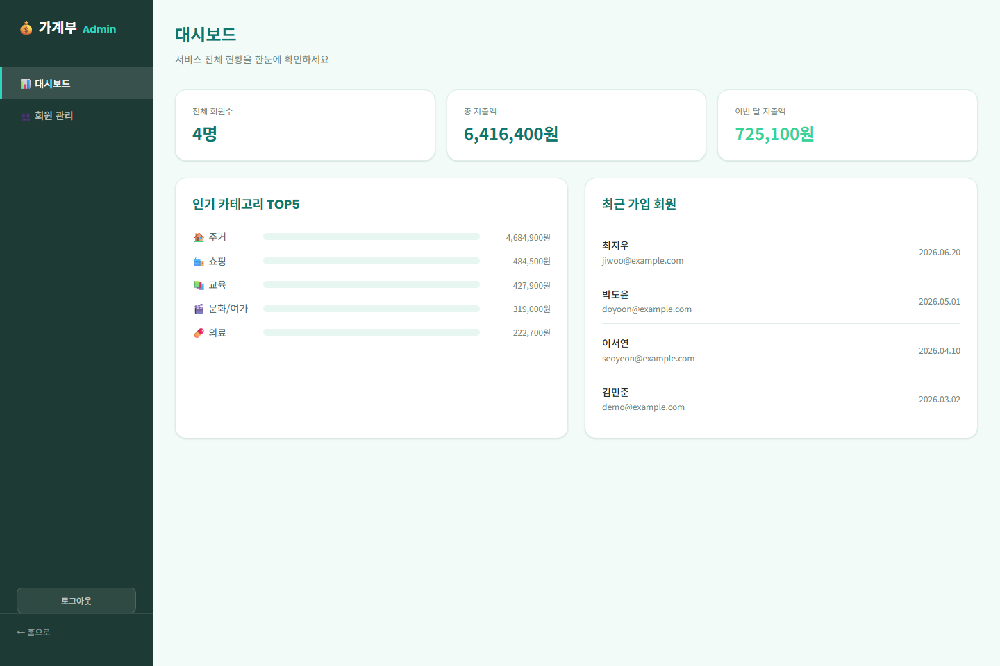 가계부 Admin
대시보드
회원 관리
로그아웃
← 홈으로
대시보드
서비스 전체 현황을 한눈에 확인하세요
전체 회원수
4명
총 지출액
6,416,400원
이번 달 지출액
725,100원
인기 카테고리 TOP5
주거 4,684,900원
쇼핑 484,500원
교육 427,900원
문화/여가 319,000원
의료 222,700원
최근 가입 회원
최지우
jiwoo@example.com
2026.06.20
박도윤
doyoon@example.com
2026.05.01
이서연
seoyeon@example.com
2026.04.10
김민준
demo@example.com
2026.03.02